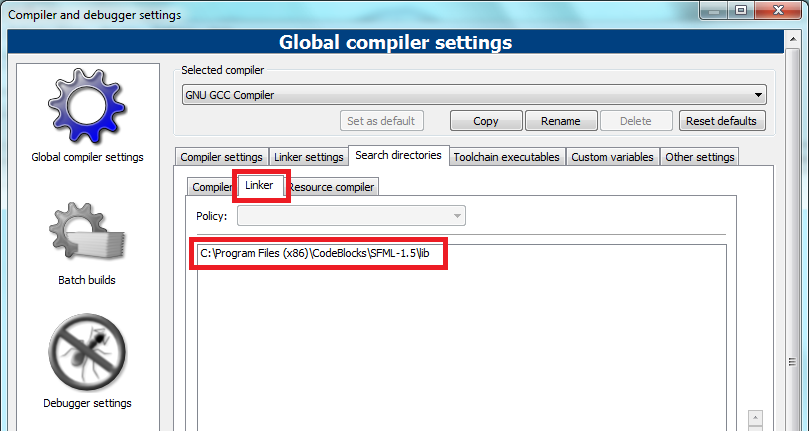 Compiler and debugger settings
Global compiler settings
Global compiler settings
Batch builds
Debugger settings
Selected compiler
GNU GCC Compiler
Set as default Copy Rename Delete Reset defaults
Compiler settings Linker settings Search directories Toolchain executables Custom variables Other settings
Compiler Linker Resource compiler
Policy:
C:\Program Files (x86)\CodeBlocks\SFML-1.5\lib